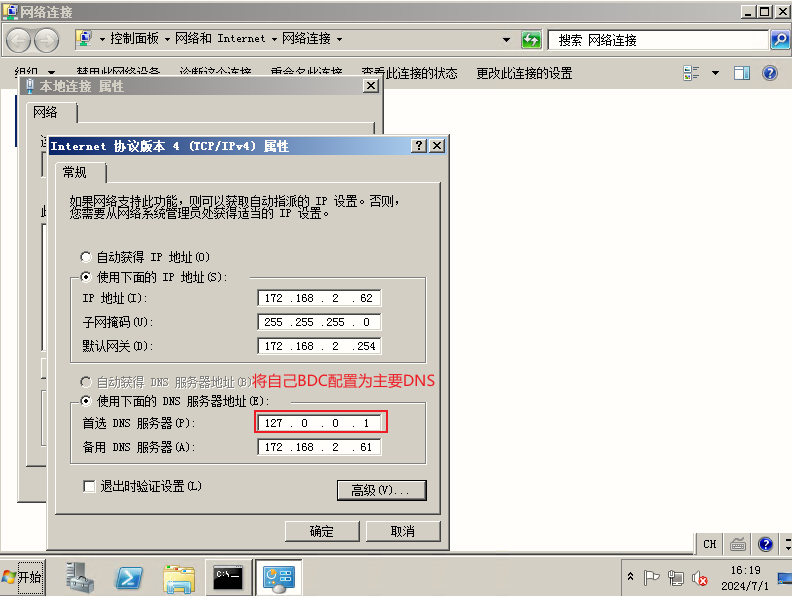 网络连接
控制面板 网络和 Internet 网络连接
搜索 网络连接
组织 禁用此网络设备 诊断这个连接 重命名此连接 查看此连接的状态 更改此连接的设置
本地连接 属性
网络
Internet 协议版本 4 (TCP/IPv4) 属性
常规
如果网络支持此功能,则可以获取自动指派的 IP 设置。否则,
您需要从网络系统管理员处获得适当的 IP 设置。
自动获得 IP 地址(O)
使用下面的 IP 地址(S):
IP 地址(I): 172 .168 . 2 . 62
子网掩码(U): 255 .255 .255 . 0
默认网关(D): 172 .168 . 2 .254
自动获得 DNS 服务器地址(B)
将自己BDC配置为主要DNS
使用下面的 DNS 服务器地址(E):
首选 DNS 服务器(P): 127 . 0 . 0 . 1
备用 DNS 服务器(A): 172 .168 . 2 . 61
退出时验证设置(L)
高级(V)...
确定 取消
CH
开始
C:\_
16:19
2024/7/1